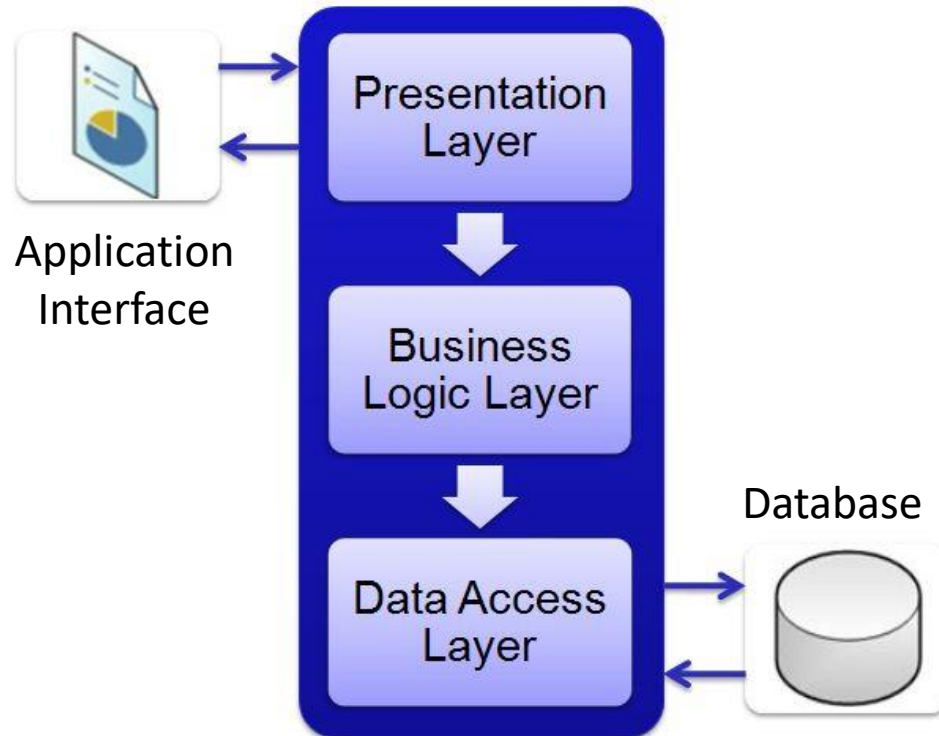 Presentation
Layer
Application
Interface
Business
Logic Layer
Database
Data Access
Layer